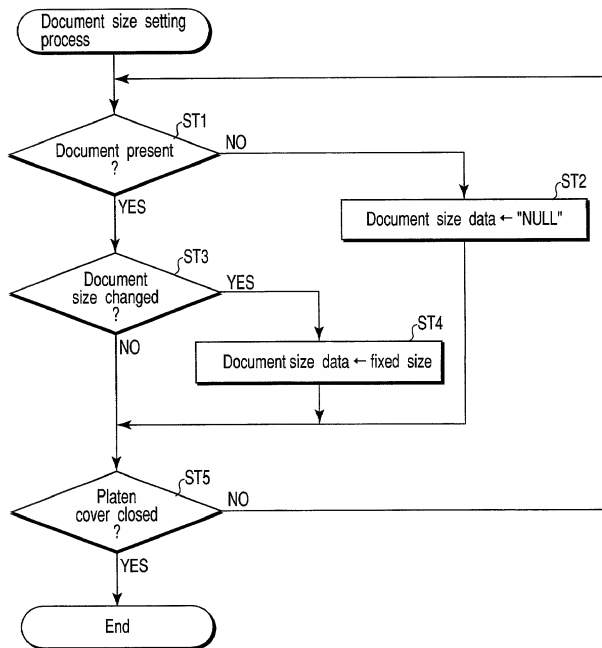 Document size setting
process
ST1
Document present
?
NO
YES
ST2
Document size data ← "NULL"
ST3
Document
size changed
?
YES
NO
ST4
Document size data ← fixed size
ST5
Platen
cover closed
?
NO
YES
End